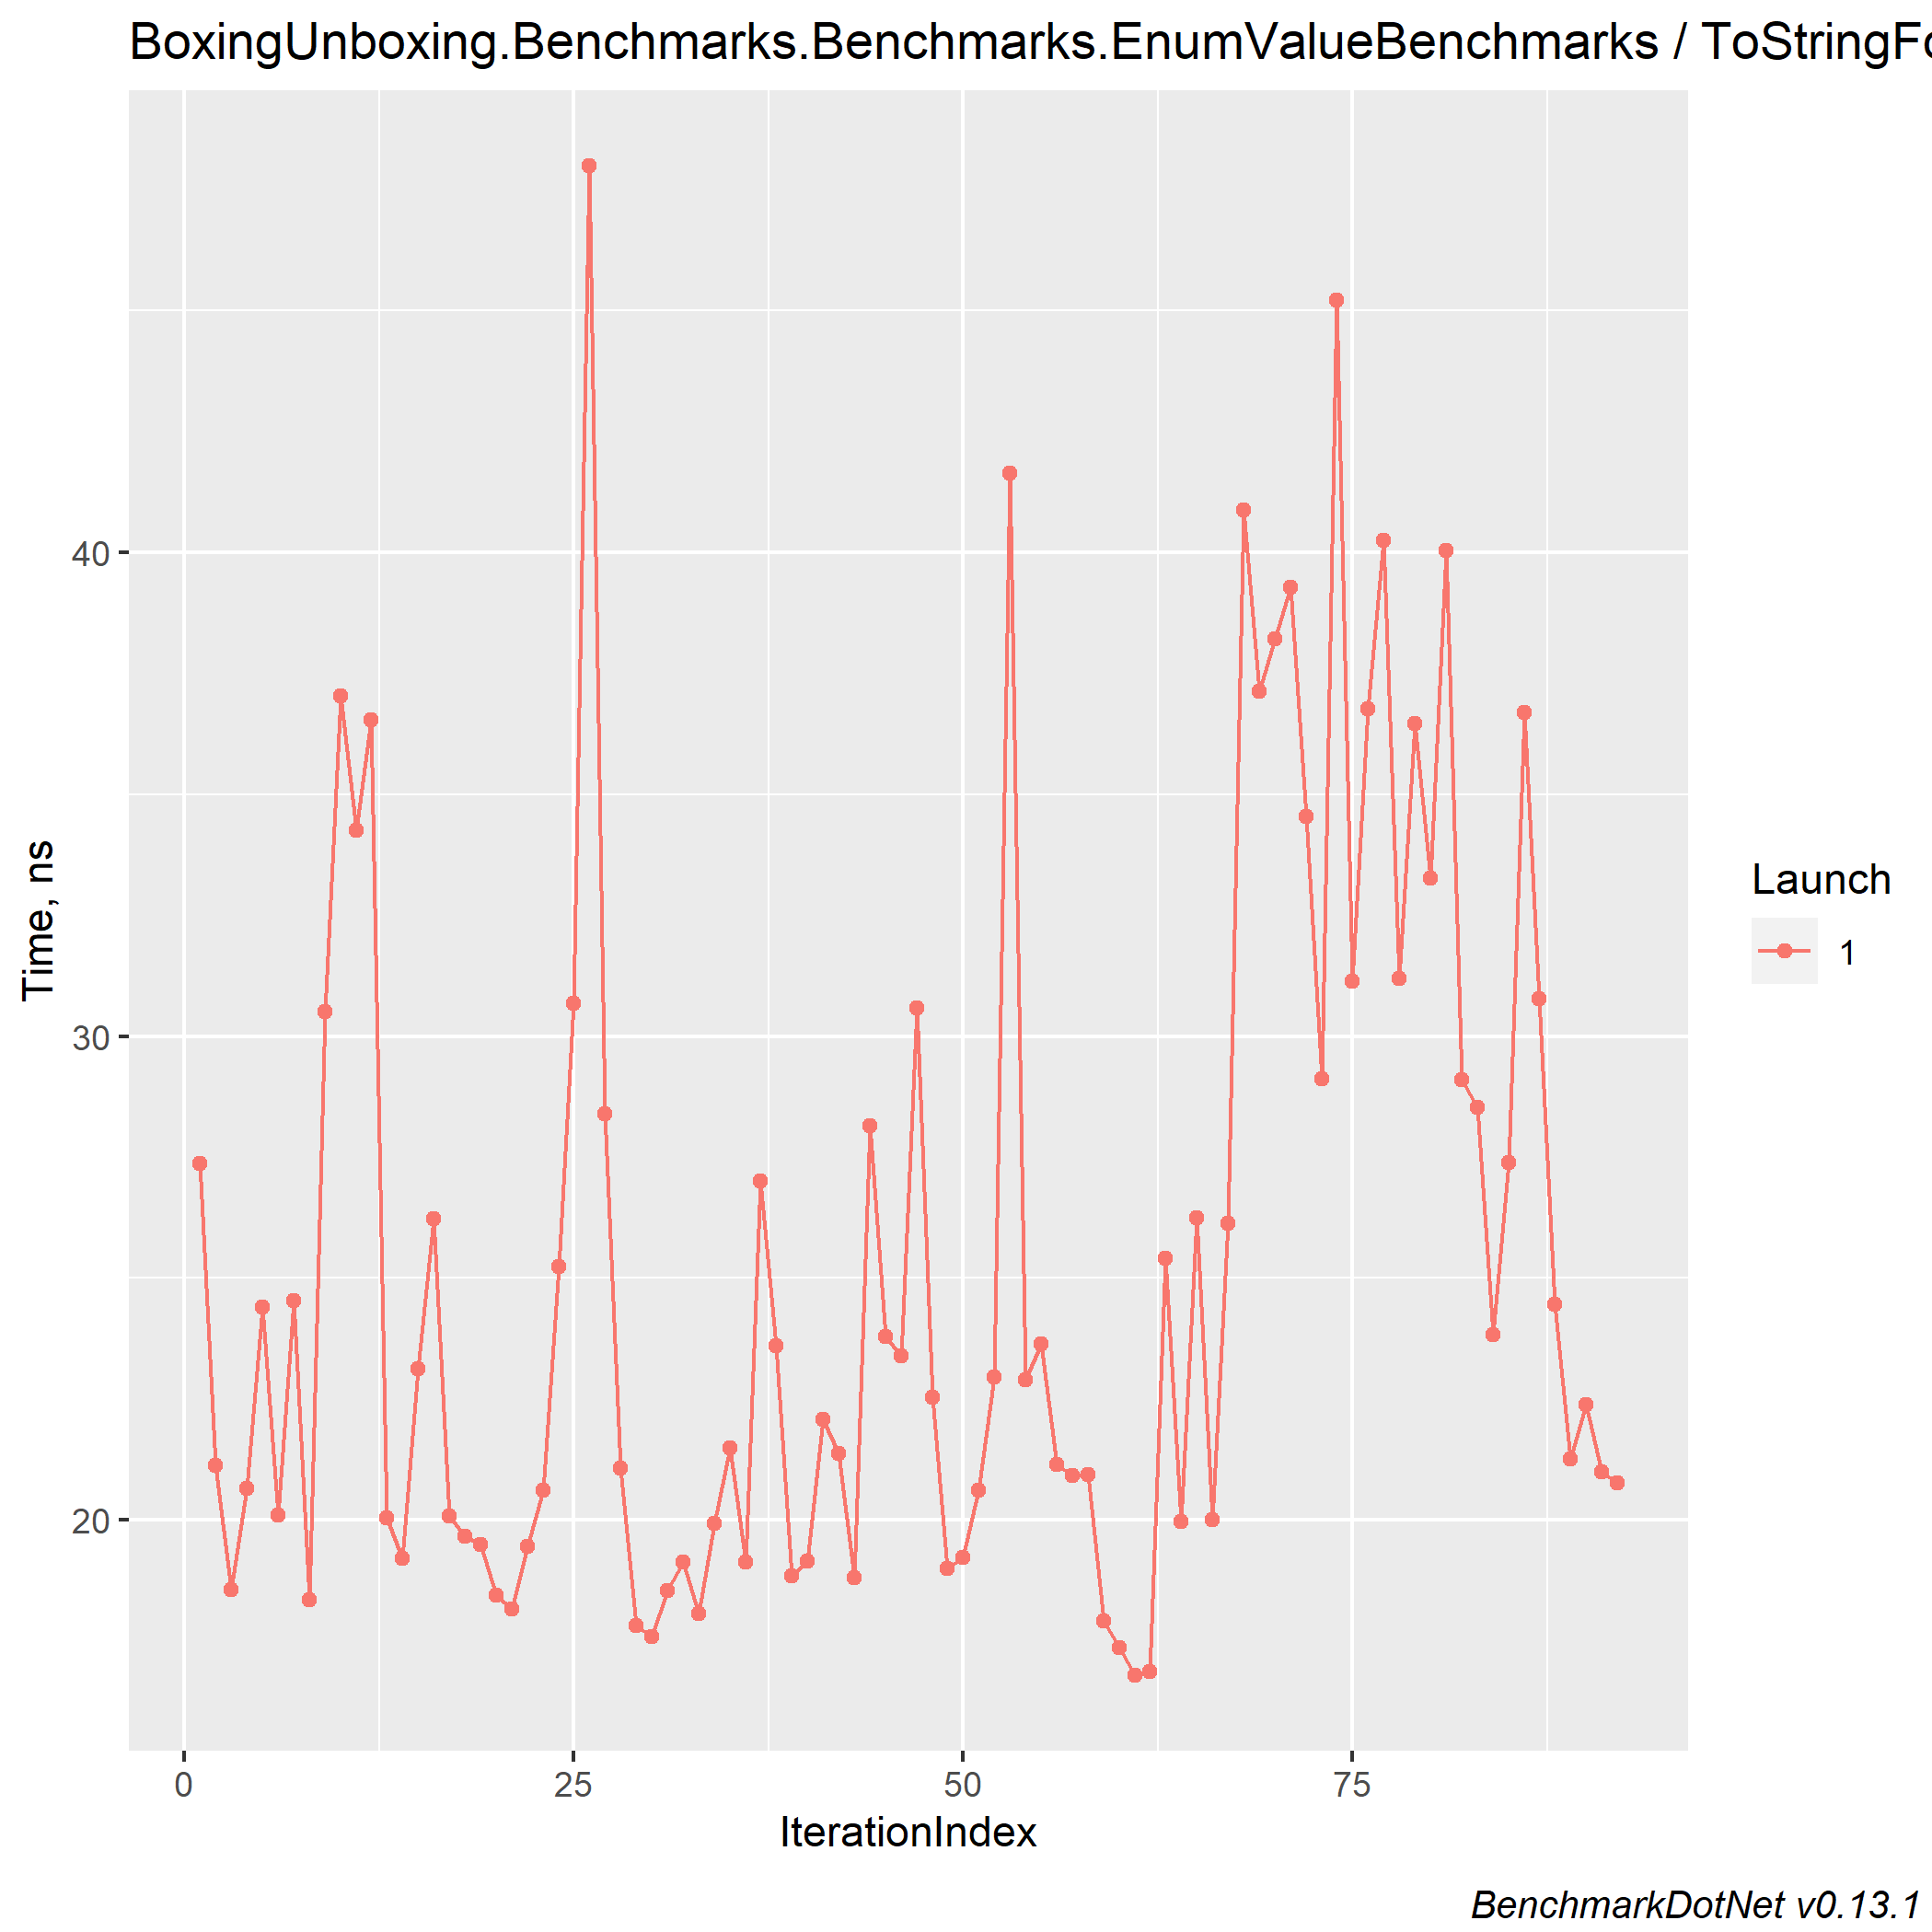 BoxingUnboxing.Benchmarks.Benchmarks.EnumValueBenchmarks / ToStringFo
Time, ns
40
30
20
0 25 50 75
IterationIndex
Launch
1
BenchmarkDotNet v0.13.1